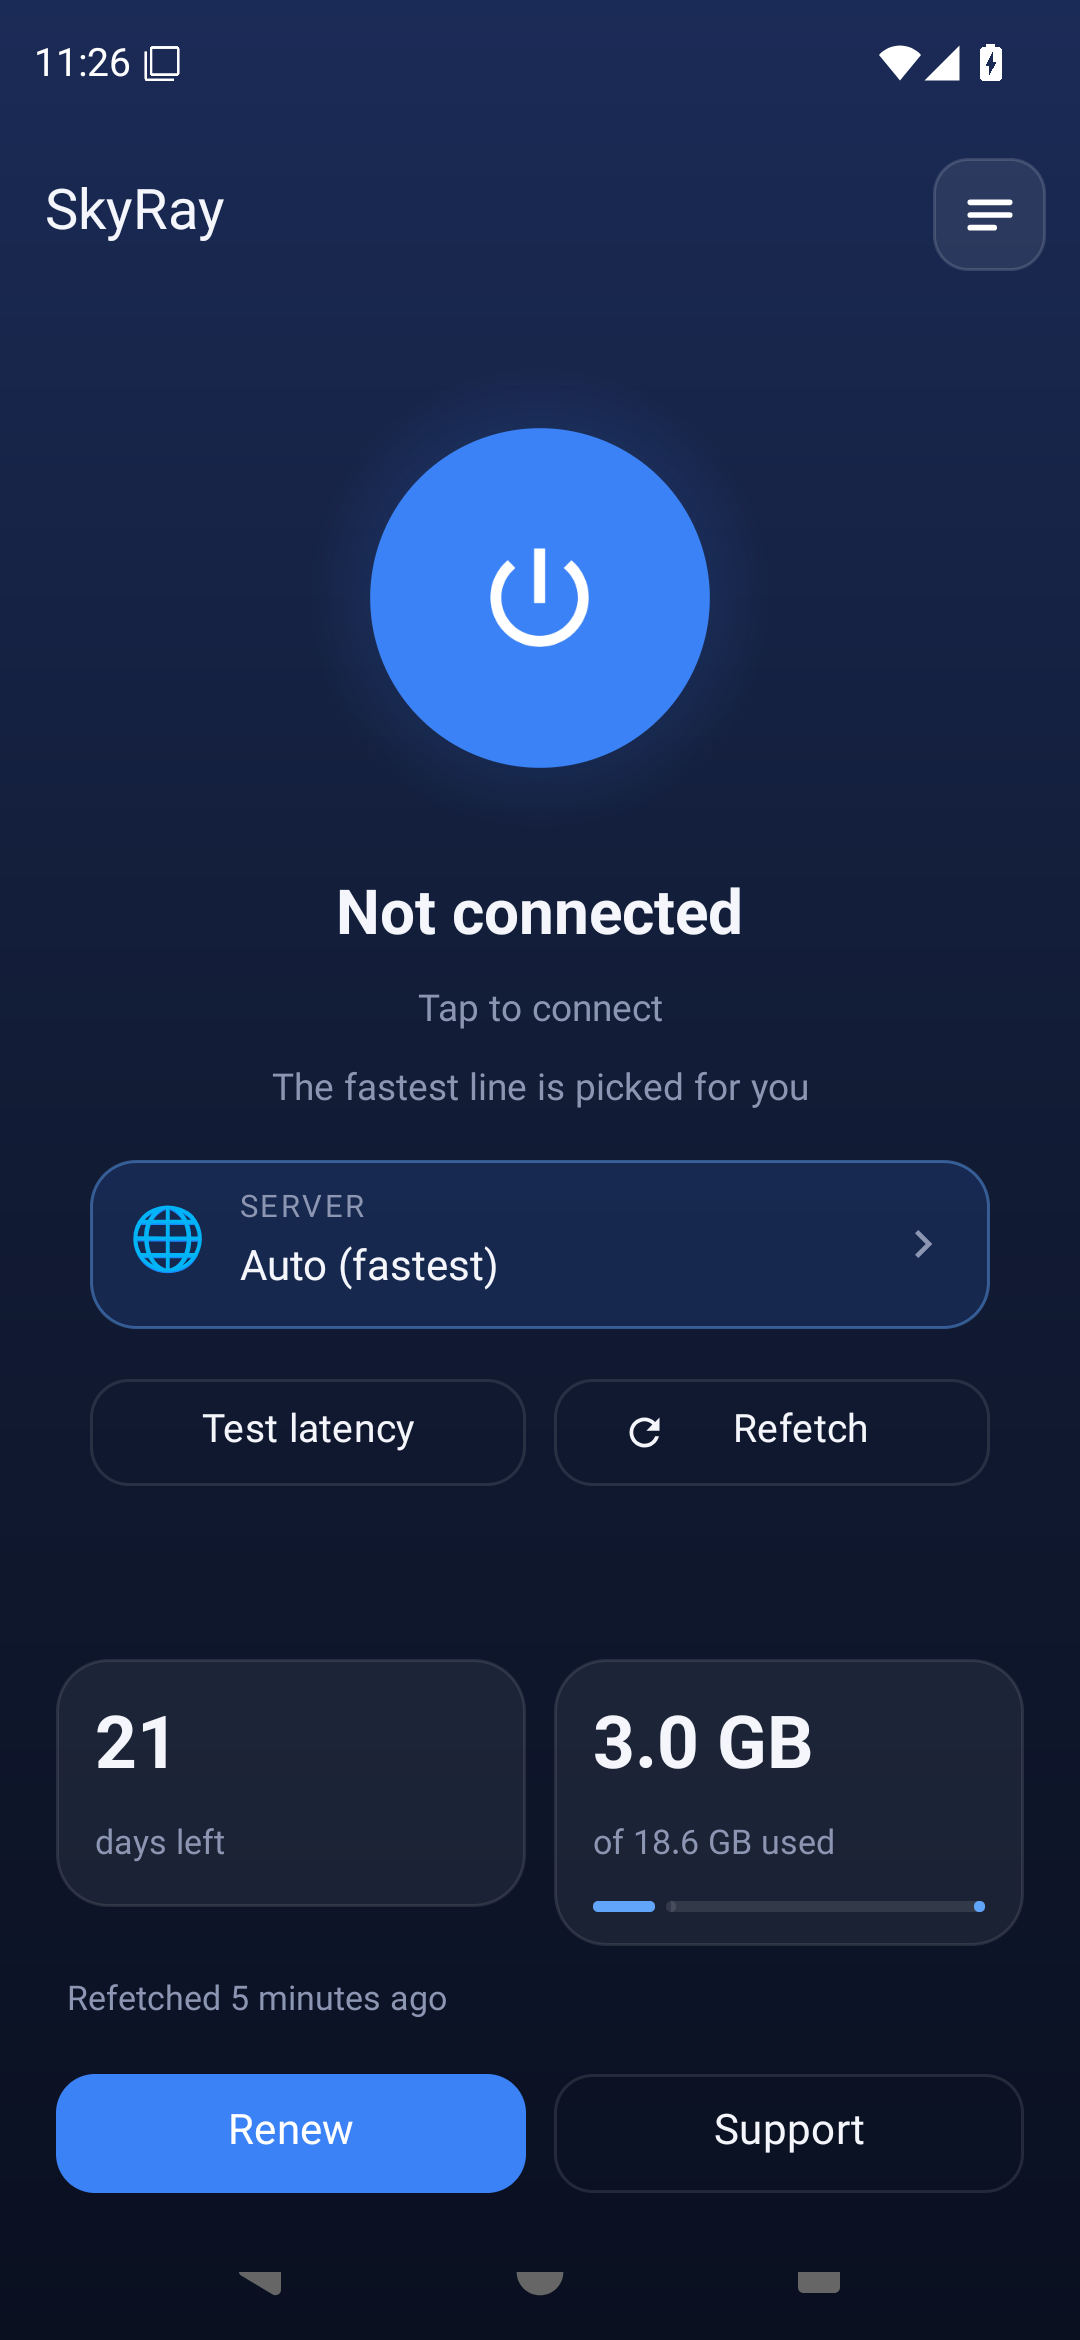 11:26
SkyRay
Not connected
Tap to connect
The fastest line is picked for you
SERVER
Auto (fastest)
Test latency
Refetch
21
days left
3.0 GB
of 18.6 GB used
Refetched 5 minutes ago
Renew
Support